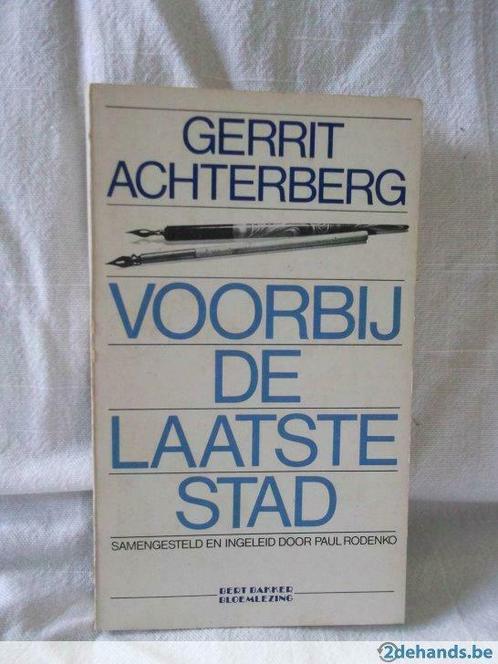 GERRIT
ACHTERBERG
VOORBIJ
DE
LAATSTE
STAD
SAMENGESTELD EN INGELEID DOOR PAUL RODENKO
BERT BAKKER
BLOEMLEZING
2dehands.be